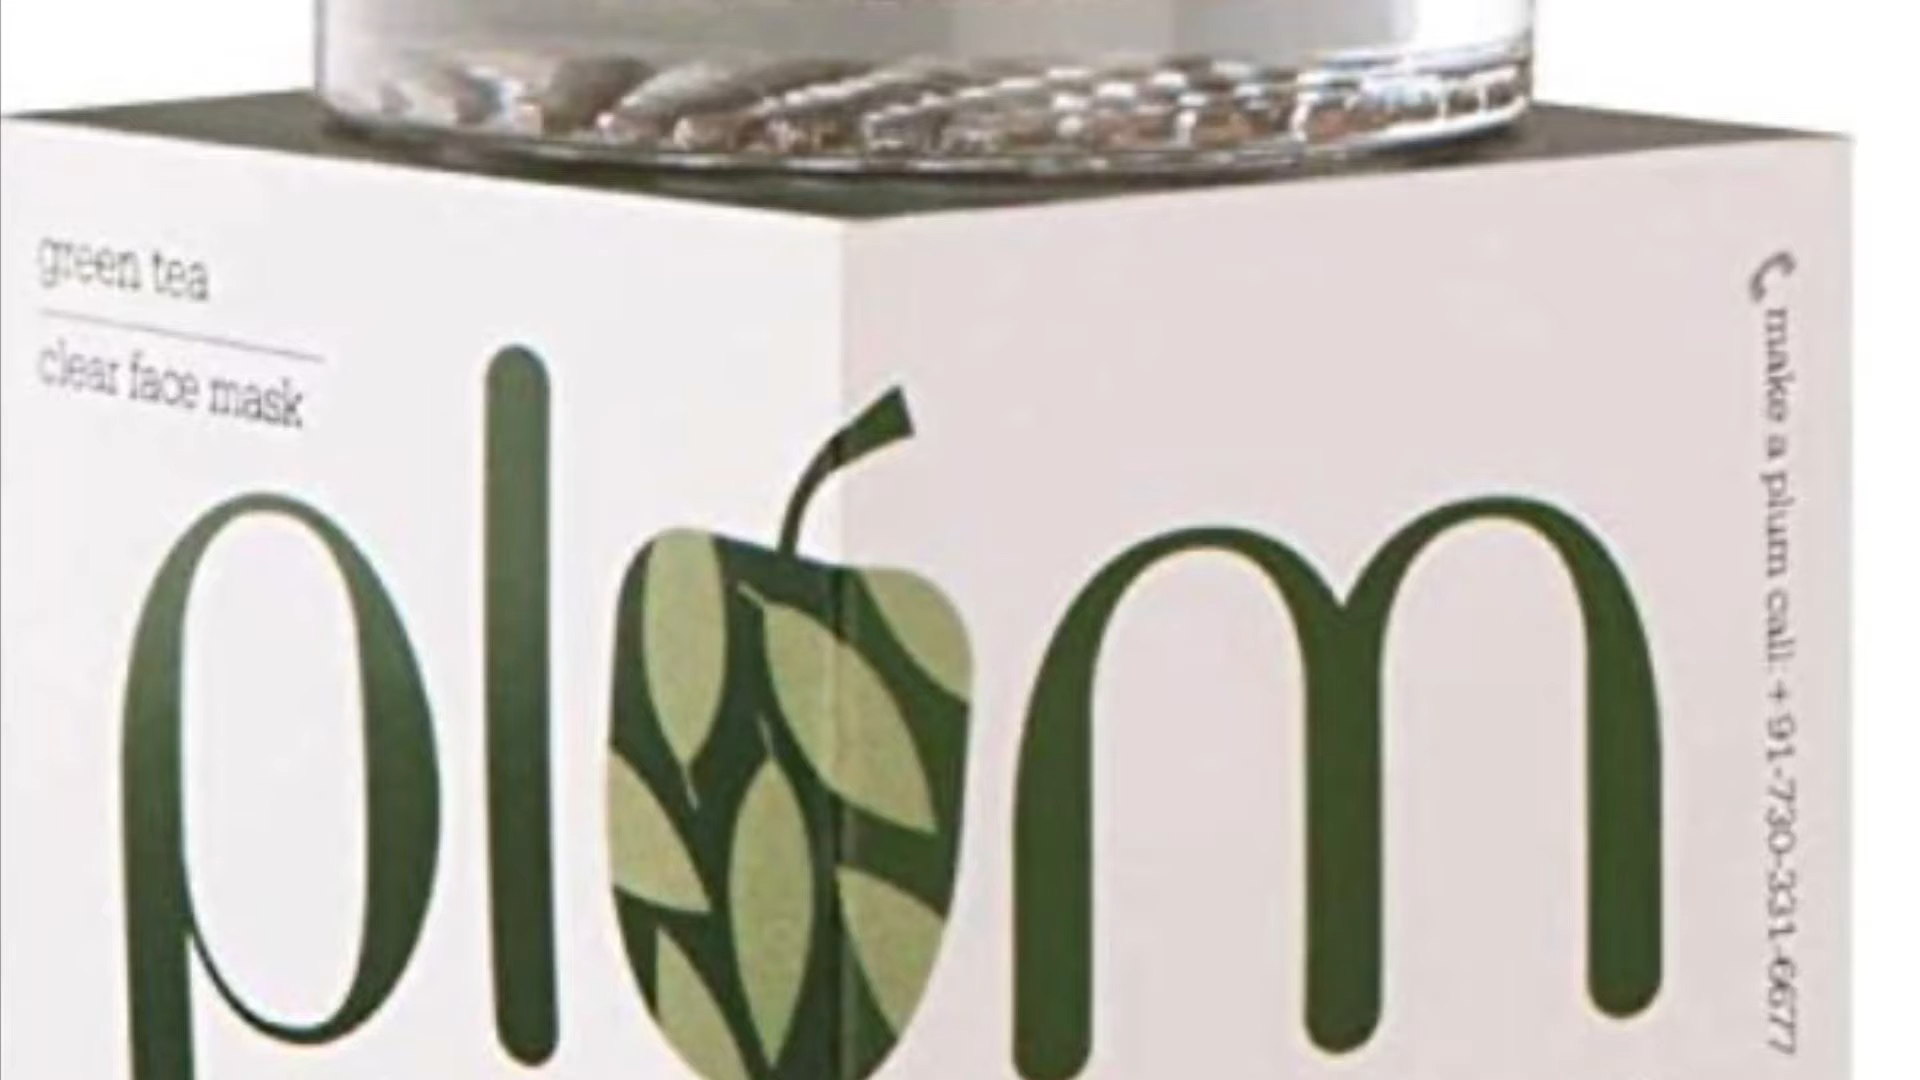 green tea
clear face mask
plum
make a plum call: +91-730-331-6677